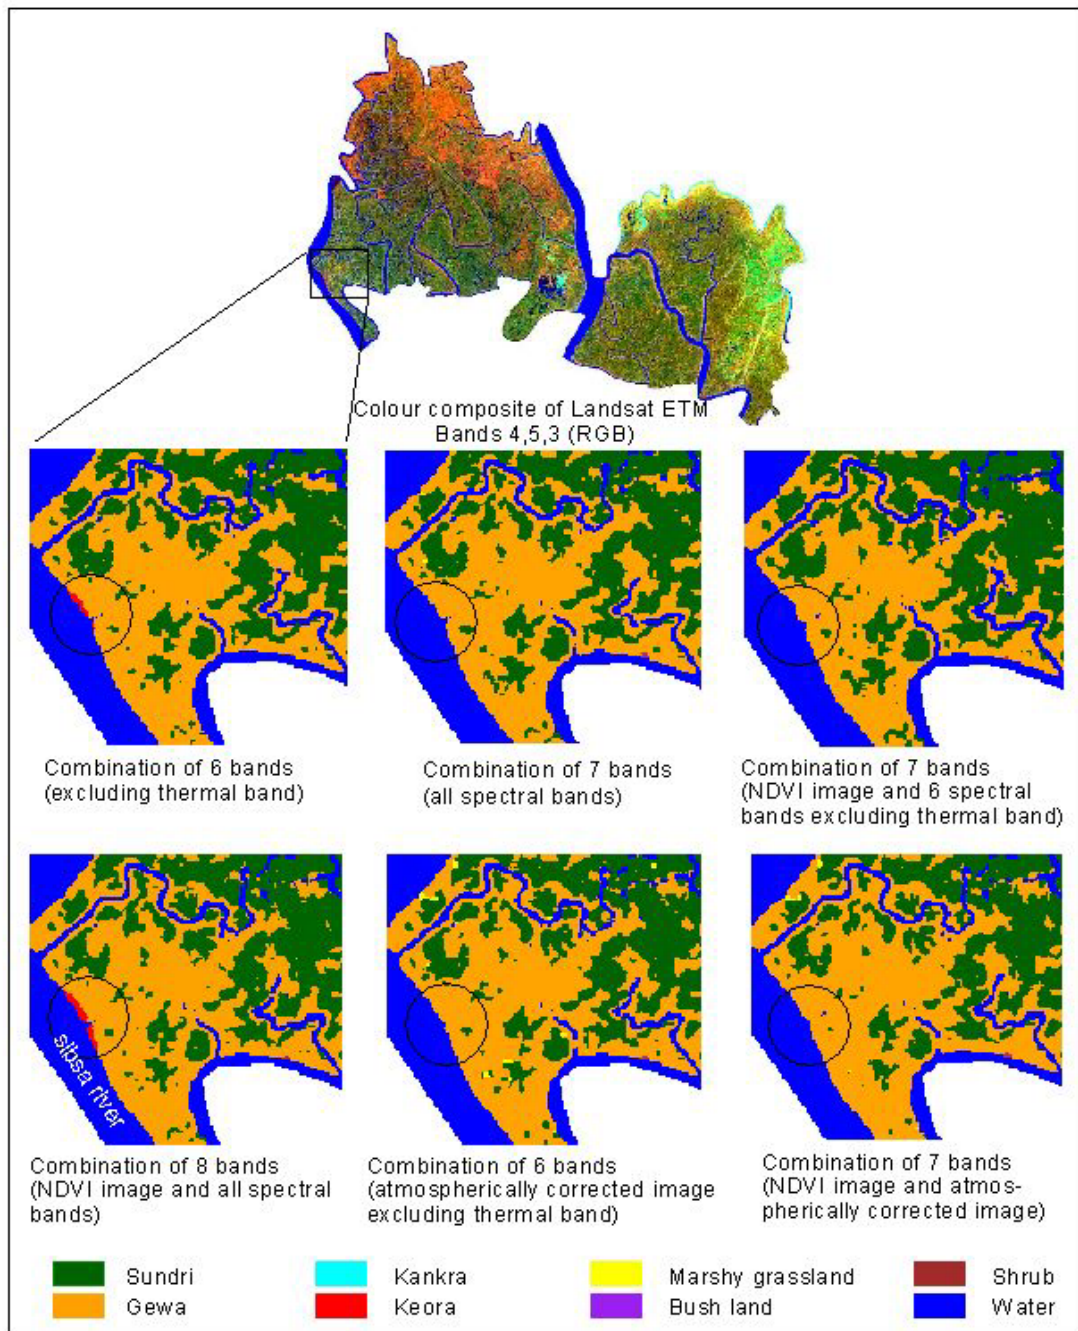 Colour composite of Landsat ETM
Bands 4,5,3 (RGB)
Combination of 6 bands
(excluding thermal band)
Combination of 7 bands
(all spectral bands)
Combination of 7 bands
(NDVI image and 6 spectral
bands excluding thermal band)
sibsa river
Combination of 8 bands
(NDVI image and all spectral
bands)
Combination of 6 bands
(atmospherically corrected image
excluding thermal band)
Combination of 7 bands
(NDVI image and atmos-
pherically corrected image)
Sundri
Kankra
Marshy grassland
Shrub
Gewa
Keora
Bush land
Water